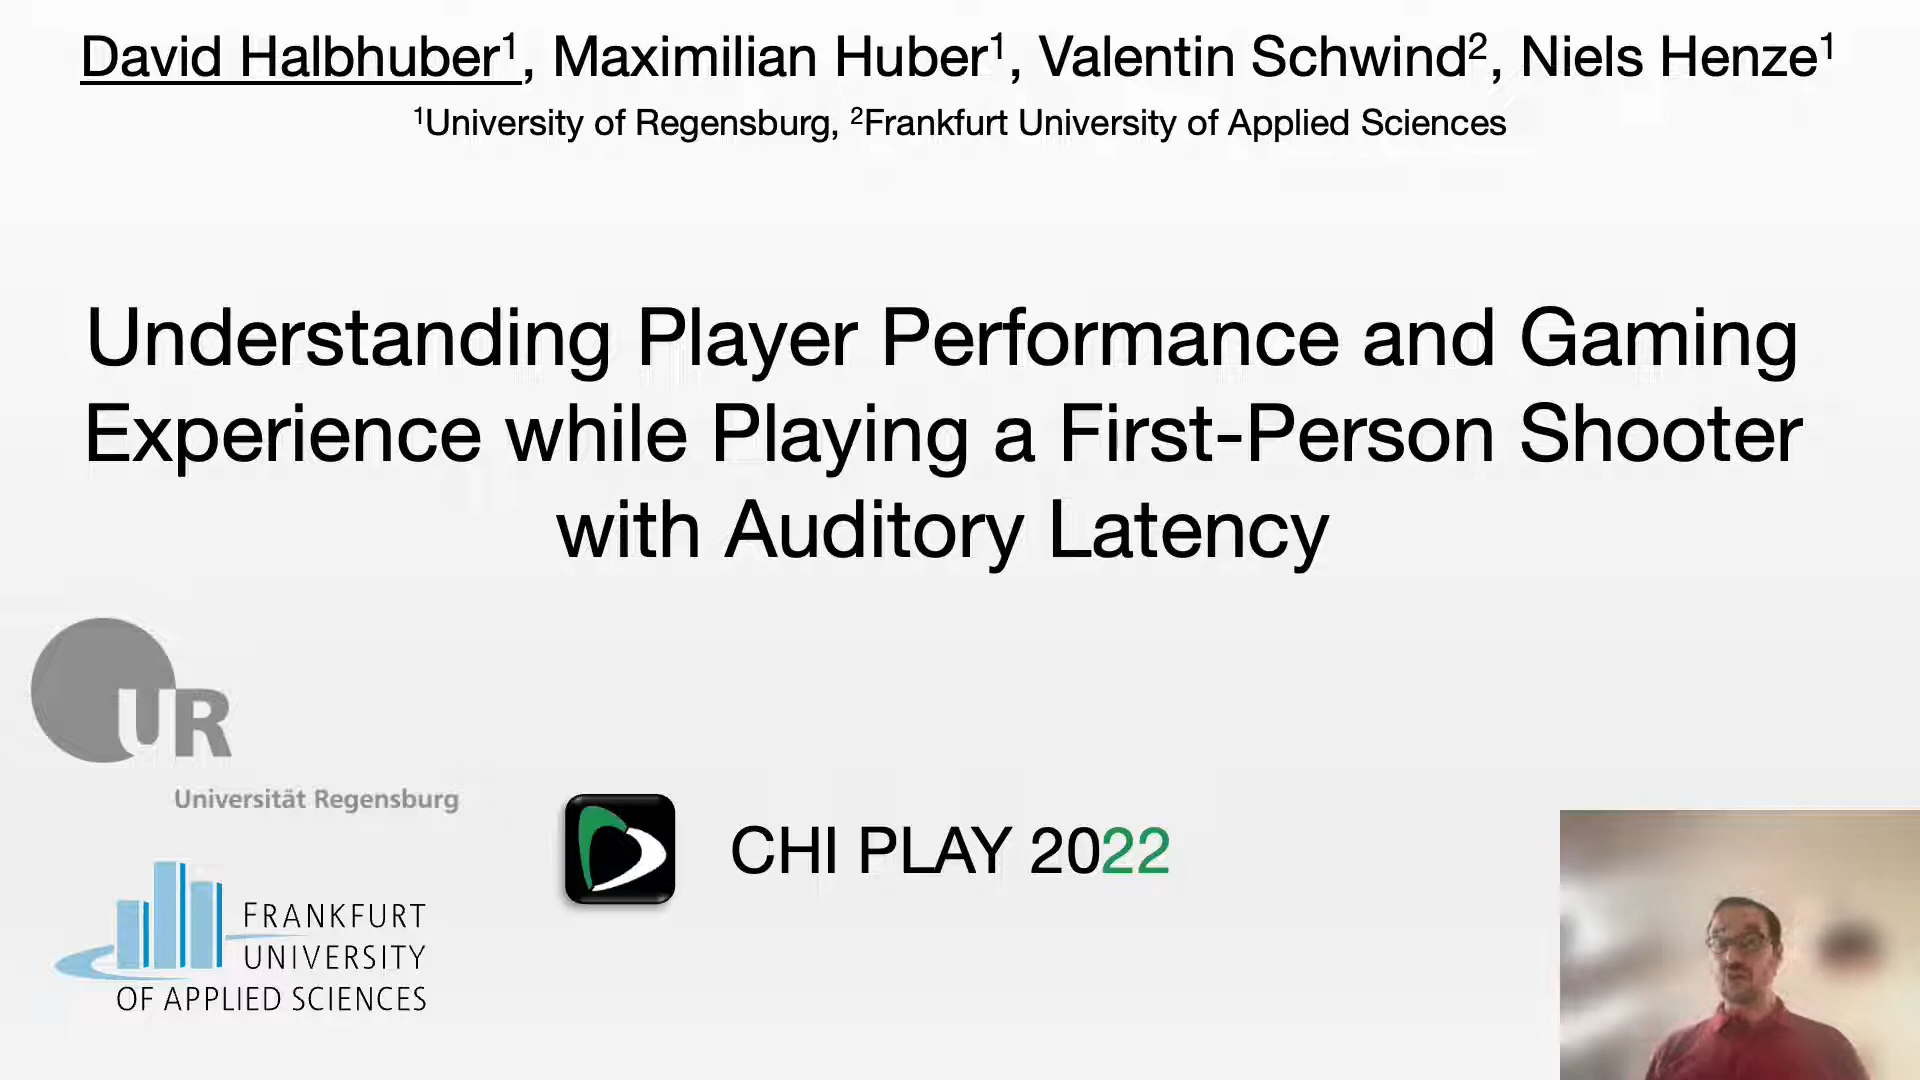 David Halbhuber¹, Maximilian Huber¹, Valentin Schwind², Niels Henze¹
¹University of Regensburg, ²Frankfurt University of Applied Sciences
Understanding Player Performance and Gaming
Experience while Playing a First-Person Shooter
with Auditory Latency
UR
Universität Regensburg
FRANKFURT
UNIVERSITY
OF APPLIED SCIENCES
CHI PLAY 2022